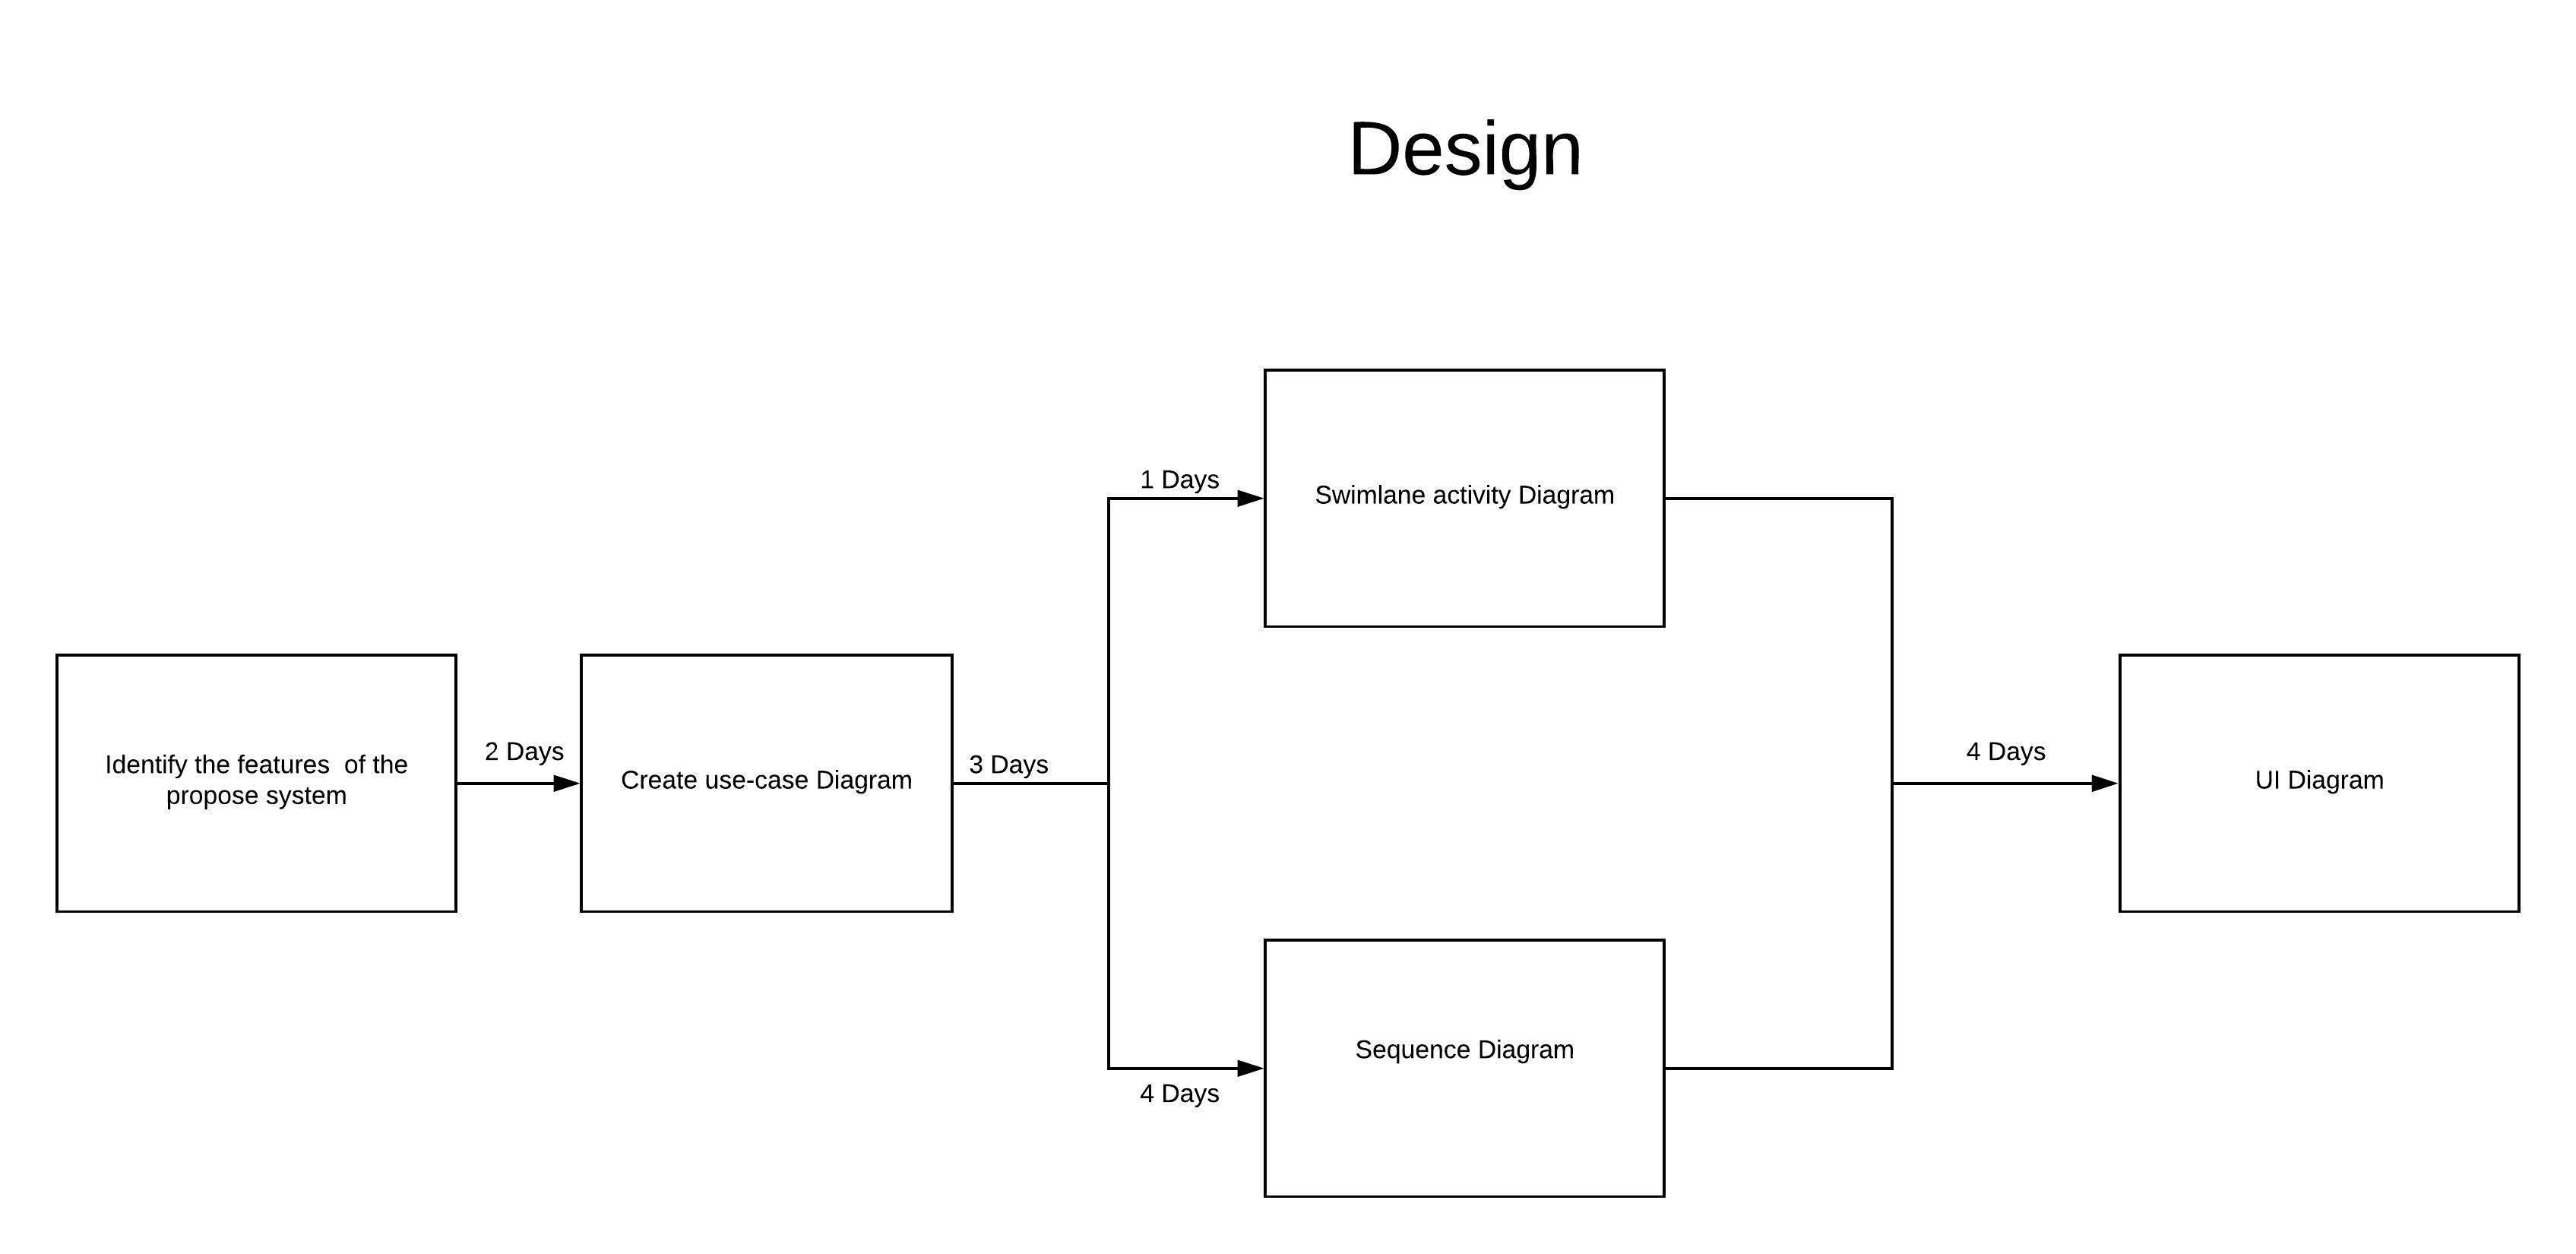 Design
1 Days
Swimlane activity Diagram
Identify the features  of the
propose system
2 Days
Create use-case Diagram
3 Days
4 Days
UI Diagram
Sequence Diagram
4 Days